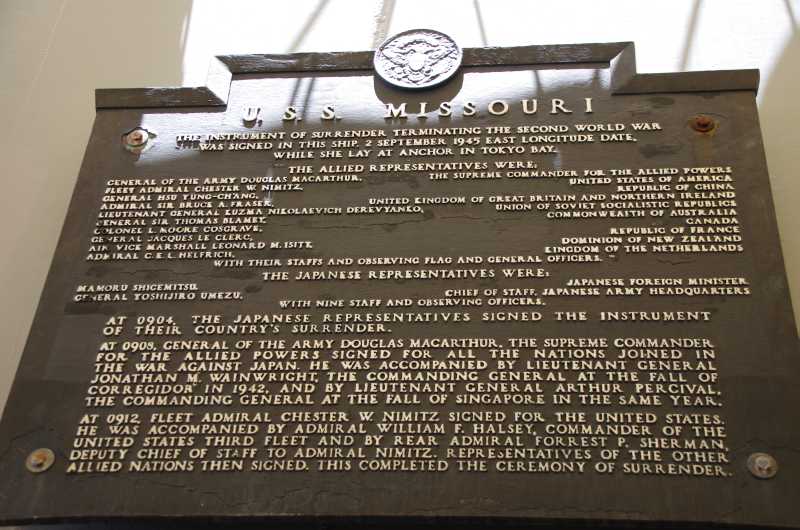 U.S.S. MISSOURI
THE INSTRUMENT OF SURRENDER TERMINATING THE SECOND WORLD WAR
WAS SIGNED IN THIS SHIP, 2 SEPTEMBER 1945 EAST LONGITUDE DATE,
WHILE SHE LAY AT ANCHOR IN TOKYO BAY.
THE ALLIED REPRESENTATIVES WERE:
GENERAL OF THE ARMY DOUGLAS MACARTHUR, THE SUPREME COMMANDER FOR THE ALLIED POWERS
FLEET ADMIRAL CHESTER W. NIMITZ, UNITED STATES OF AMERICA
GENERAL HSU YUNG-CHANG, REPUBLIC OF CHINA
ADMIRAL SIR BRUCE A. FRASER, UNITED KINGDOM OF GREAT BRITAIN AND NORTHERN IRELAND
LIEUTENANT GENERAL KUZMA NIKOLAEVICH DEREVYANKO, UNION OF SOVIET SOCIALISTIC REPUBLICS
GENERAL SIR THOMAS BLAMEY, COMMONWEALTH OF AUSTRALIA
COLONEL L. MOORE COSGRAVE, CANADA
GENERAL JACQUES LE CLERC, REPUBLIC OF FRANCE
AIR VICE MARSHALL LEONARD M. ISITT, DOMINION OF NEW ZEALAND
ADMIRAL C.E.L. HELFRICH, KINGDOM OF THE NETHERLANDS
WITH THEIR STAFFS AND OBSERVING FLAG AND GENERAL OFFICERS.
THE JAPANESE REPRESENTATIVES WERE:
MAMORU SHIGEMITSU, JAPANESE FOREIGN MINISTER
GENERAL YOSHIJIRO UMEZU, CHIEF OF STAFF, JAPANESE ARMY HEADQUARTERS
WITH NINE STAFF AND OBSERVING OFFICERS.
AT 0904, THE JAPANESE REPRESENTATIVES SIGNED THE INSTRUMENT
OF THEIR COUNTRY'S SURRENDER.
AT 0908, GENERAL OF THE ARMY DOUGLAS MACARTHUR, THE SUPREME COMMANDER
FOR THE ALLIED POWERS SIGNED FOR ALL THE NATIONS JOINED IN
THE WAR AGAINST JAPAN. HE WAS ACCOMPANIED BY LIEUTENANT GENERAL
JONATHAN M. WAINWRIGHT, THE COMMANDING GENERAL AT THE FALL OF
CORREGIDOR IN 1942, AND BY LIEUTENANT GENERAL ARTHUR PERCIVAL,
THE COMMANDING GENERAL AT THE FALL OF SINGAPORE IN THE SAME YEAR.
AT 0912, FLEET ADMIRAL CHESTER W. NIMITZ SIGNED FOR THE UNITED STATES.
HE WAS ACCOMPANIED BY ADMIRAL WILLIAM F. HALSEY, COMMANDER OF THE
UNITED STATES THIRD FLEET AND BY REAR ADMIRAL FORREST P. SHERMAN,
DEPUTY CHIEF OF STAFF TO ADMIRAL NIMITZ. REPRESENTATIVES OF THE OTHER
ALLIED NATIONS THEN SIGNED. THIS COMPLETED THE CEREMONY OF SURRENDER.